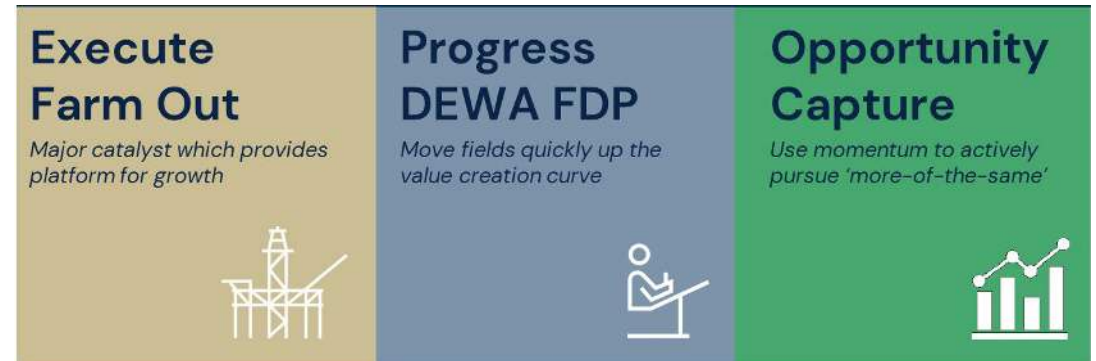 Execute
Farm Out
Major catalyst which provides
platform for growth
Progress
DEWA FDP
Move fields quickly up the
value creation curve
Opportunity
Capture
Use momentum to actively
pursue ‘more-of-the-same’